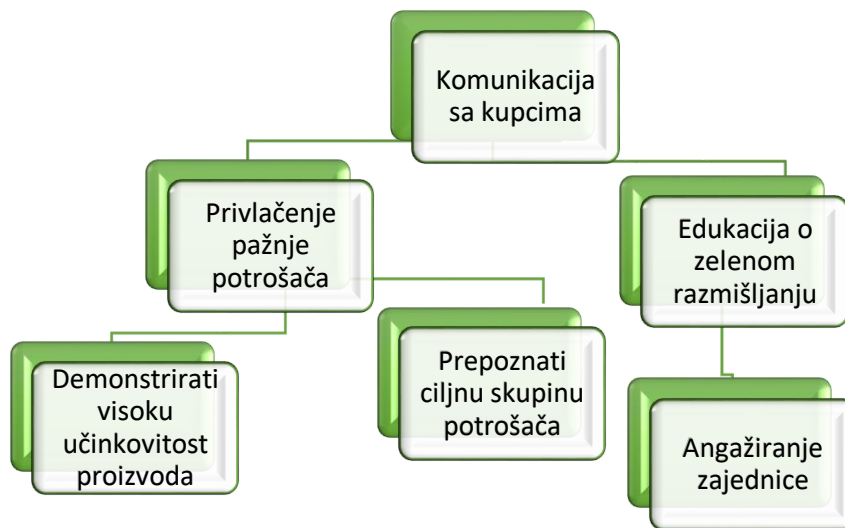 Komunikacija
sa kupcima
Privlačenje
pažnje
potrošača
Edukacija o
zelenom
razmišljanju
Demonstrirati
visoku
učinkovitost
proizvoda
Prepoznati
ciljnu skupinu
potrošača
Angažiranje
zajednice